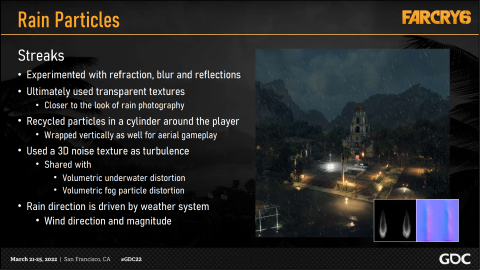 Rain Particles
FARCRY6
Streaks
• Experimented with refraction, blur and reflections
• Ultimately used transparent textures
• Closer to the look of rain photography
• Recycled particles in a cylinder around the player
• Wrapped vertically as well for aerial gameplay
• Used a 3D noise texture as turbulence
• Shared with
• Volumetric underwater distortion
• Volumetric fog particle distortion
• Rain direction is driven by weather system
• Wind direction and magnitude
March 21-25, 2022 | San Francisco, CA #GDC22
GDC